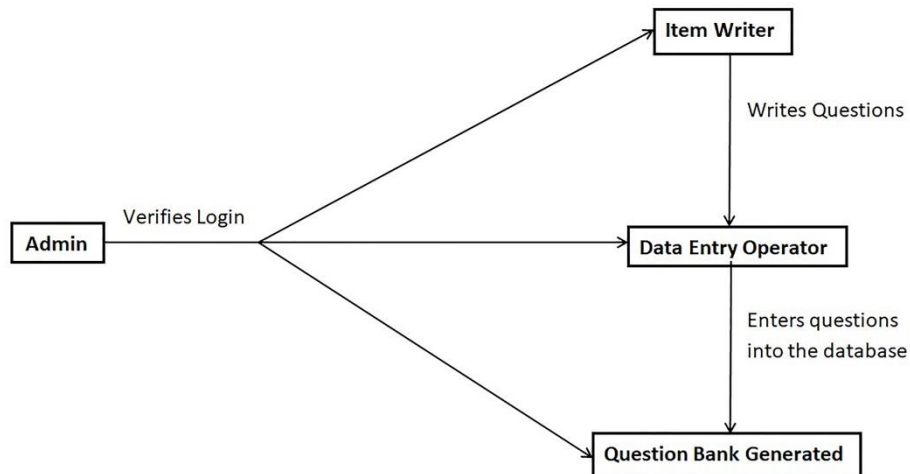 Item Writer
Writes Questions
Verifies Login
Admin
Data Entry Operator
Enters questions
into the database
Question Bank Generated